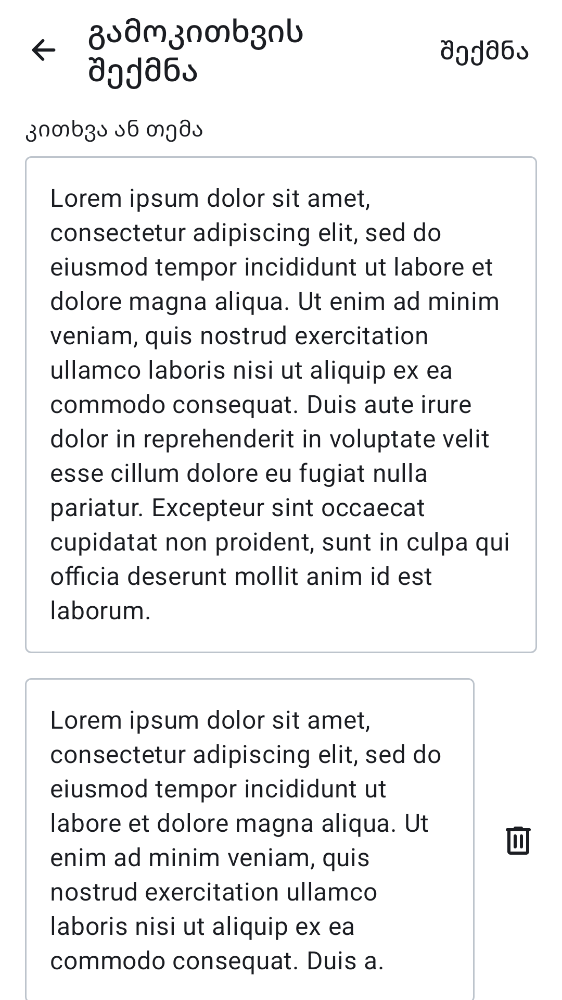 გამოკითხვის
შექმნა
შექმნა
კითხვა ან თემა
Lorem ipsum dolor sit amet,
consectetur adipiscing elit, sed do
eiusmod tempor incididunt ut labore et
dolore magna aliqua. Ut enim ad minim
veniam, quis nostrud exercitation
ullamco laboris nisi ut aliquip ex ea
commodo consequat. Duis aute irure
dolor in reprehenderit in voluptate velit
esse cillum dolore eu fugiat nulla
pariatur. Excepteur sint occaecat
cupidatat non proident, sunt in culpa qui
officia deserunt mollit anim id est
laborum.
Lorem ipsum dolor sit amet,
consectetur adipiscing elit, sed do
eiusmod tempor incididunt ut
labore et dolore magna aliqua. Ut
enim ad minim veniam, quis
nostrud exercitation ullamco
laboris nisi ut aliquip ex ea
commodo consequat. Duis a.